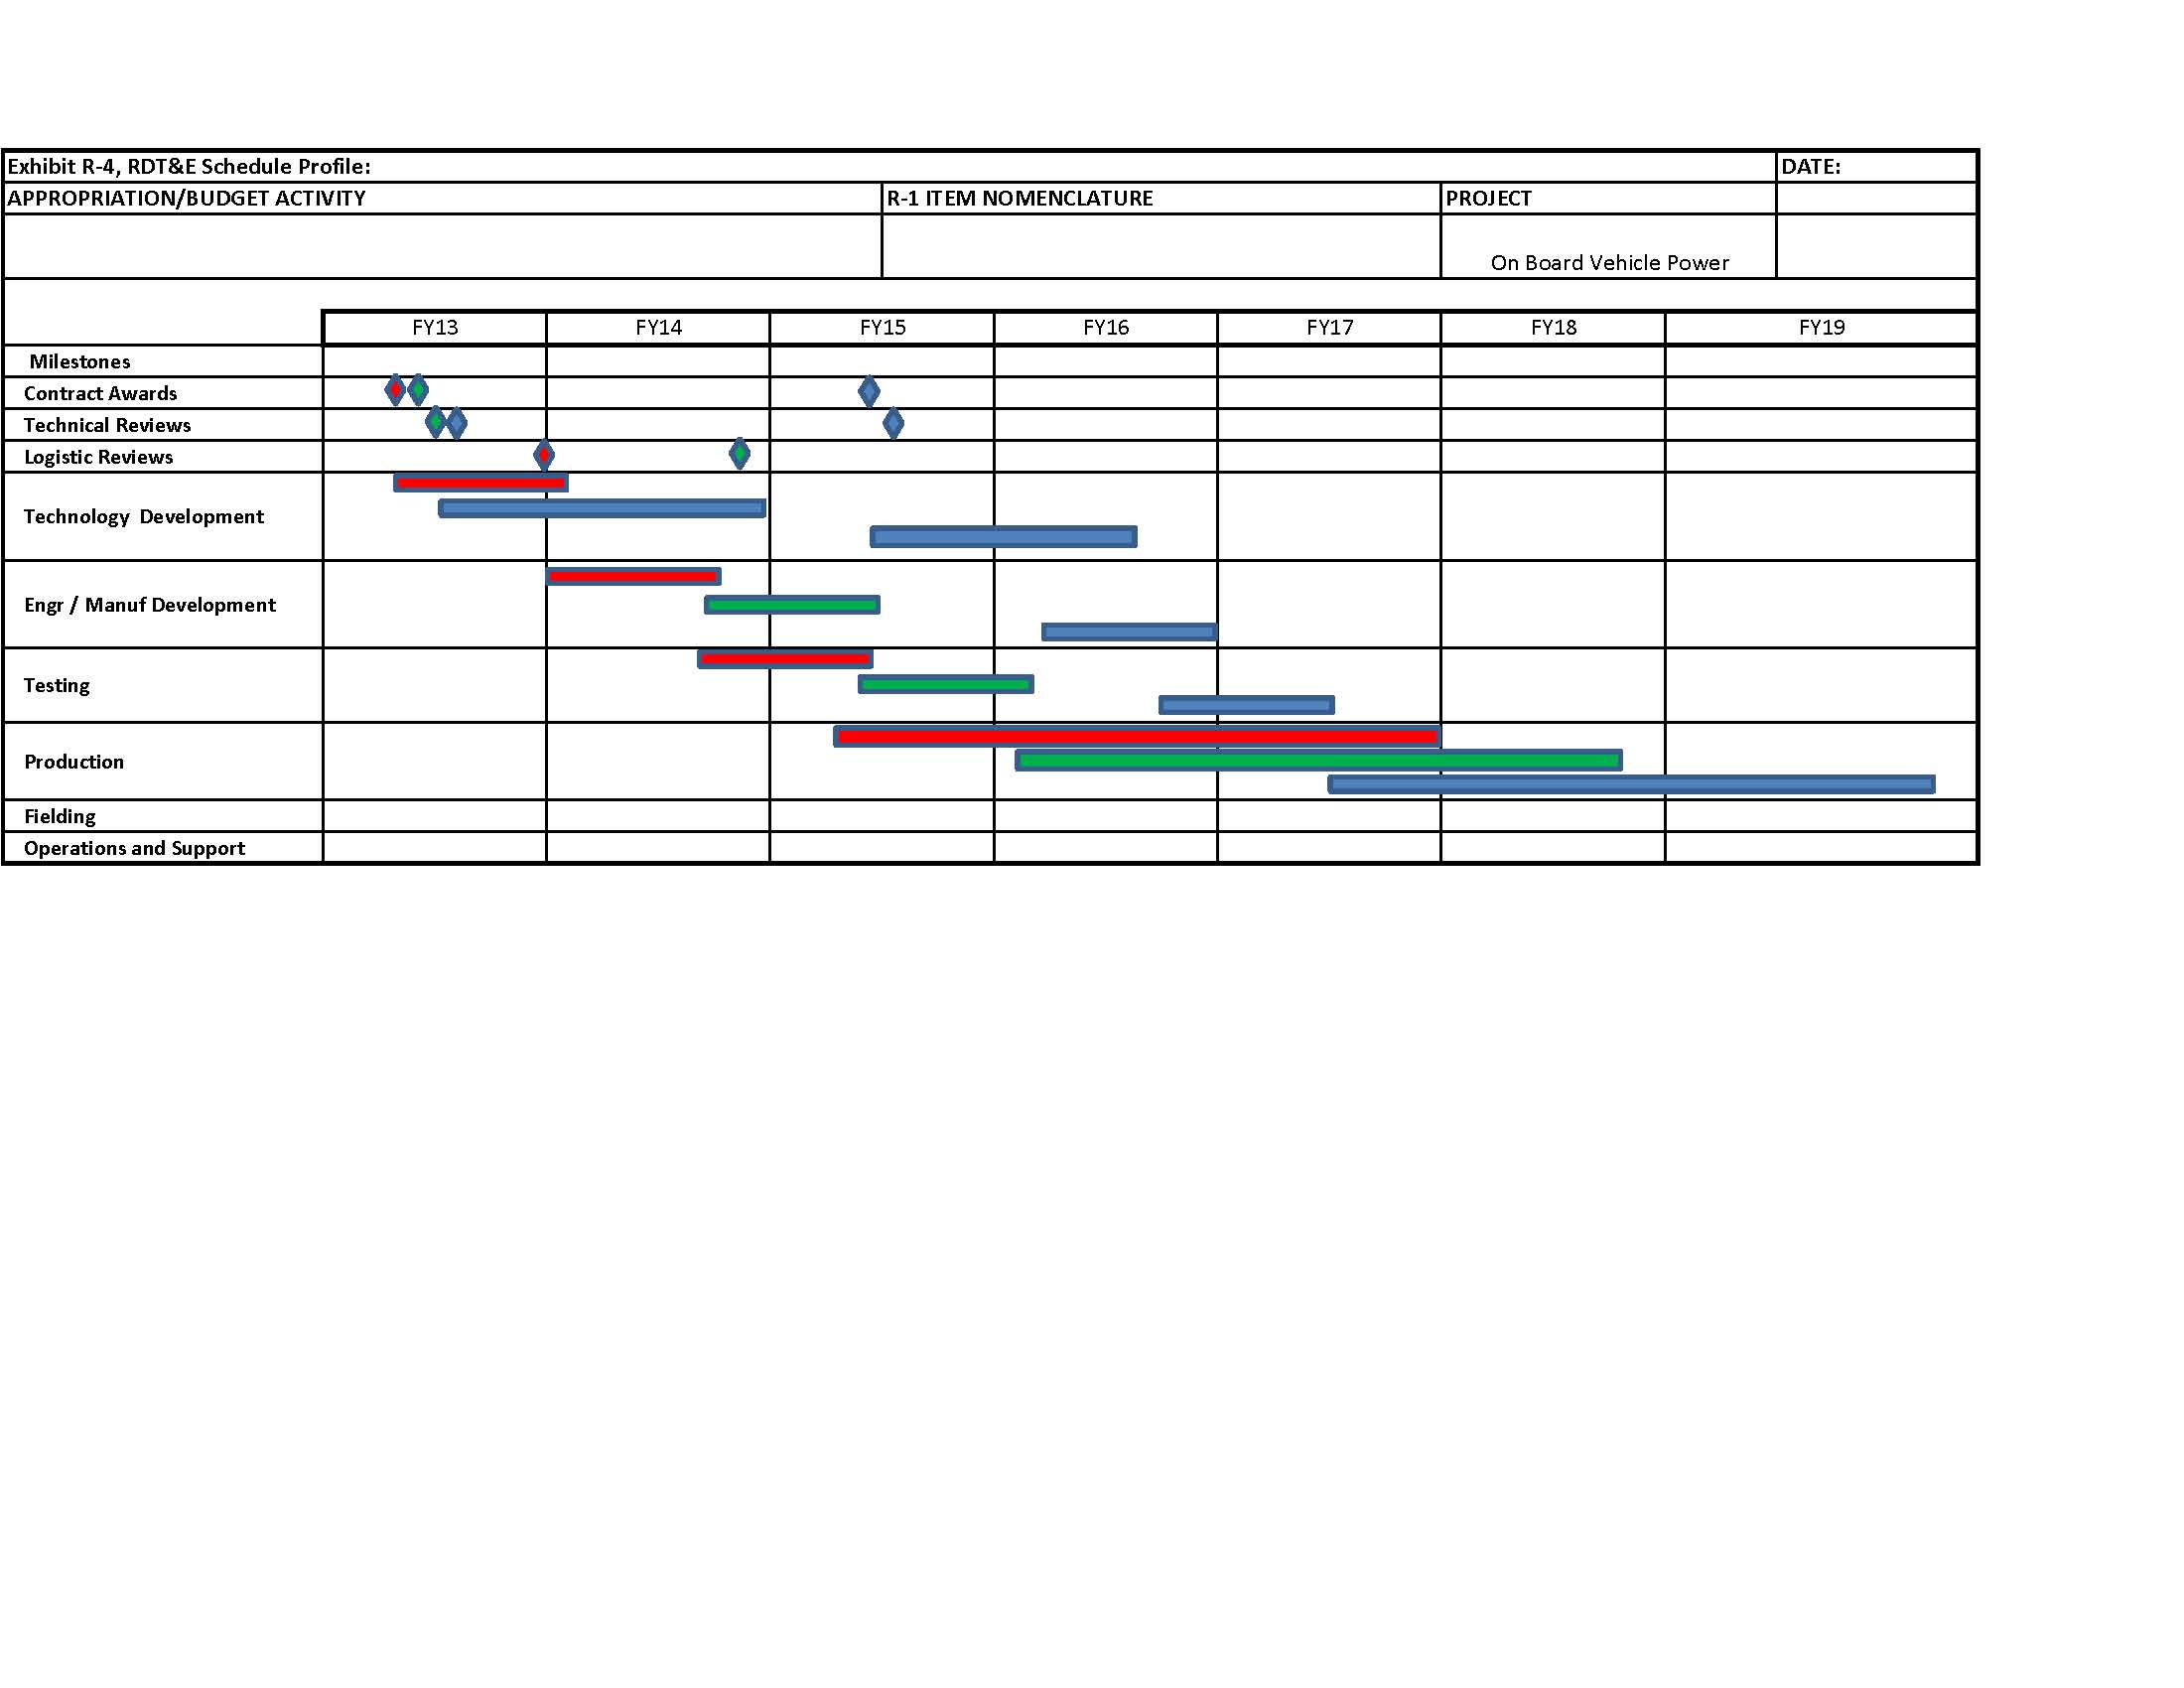 Exhibit R-4, RDT&E Schedule Profile: DATE:
APPROPRIATION/BUDGET ACTIVITY R-1 ITEM NOMENCLATURE PROJECT
On Board Vehicle Power
FY13 FY14 FY15 FY16 FY17 FY18 FY19
Milestones
Contract Awards
Technical Reviews
Logistic Reviews
Technology Development
Engr / Manuf Development
Testing
Production
Fielding
Operations and Support